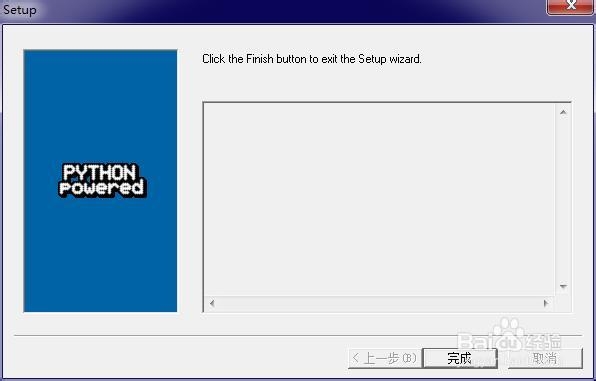 Setup
Click the Finish button to exit the Setup wizard.
PYTHON
powered
< 上一步(B)
完成
取消
Baidu 经验